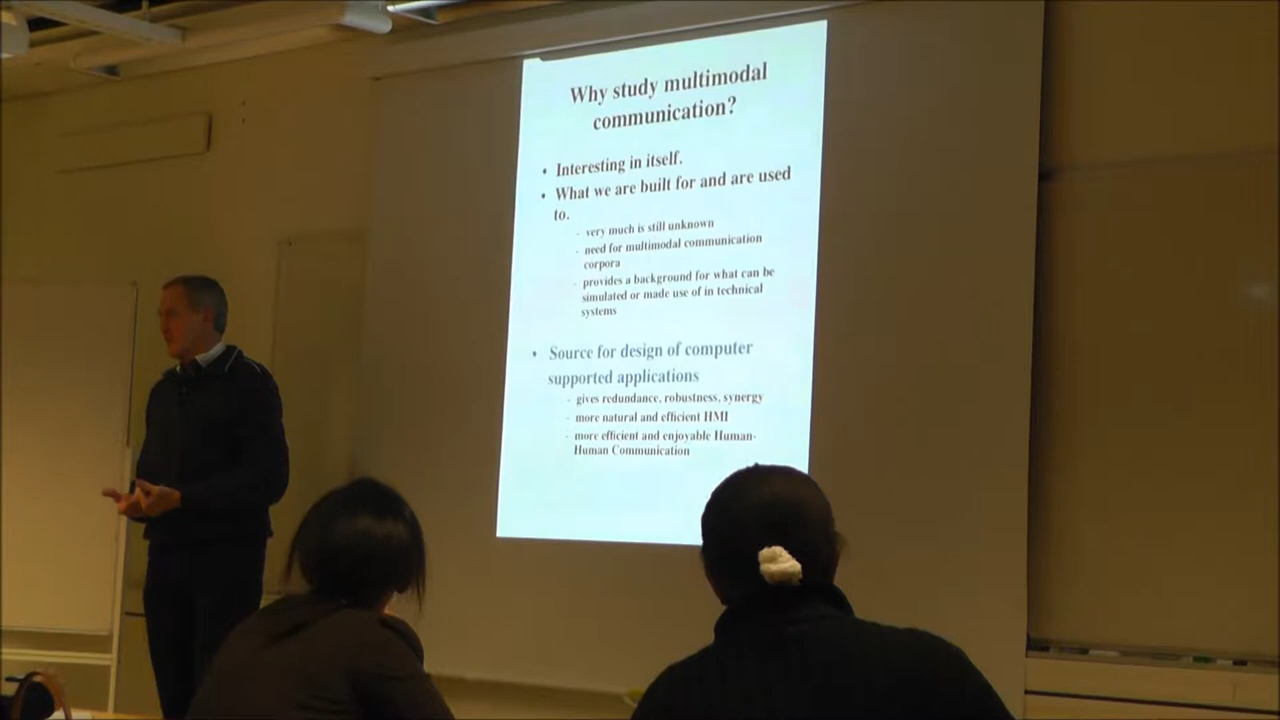 Why study multimodal
communication?
• Interesting in itself.
• What we are built for and are used
to.
- very much is still unknown
- need for multimodal communication
corpora
- provides a background for what can be
simulated or made use of in technical
systems
• Source for design of computer
supported applications
- gives redundance, robustness, synergy
- more natural and efficient HMI
- more efficient and enjoyable Human-
Human Communication